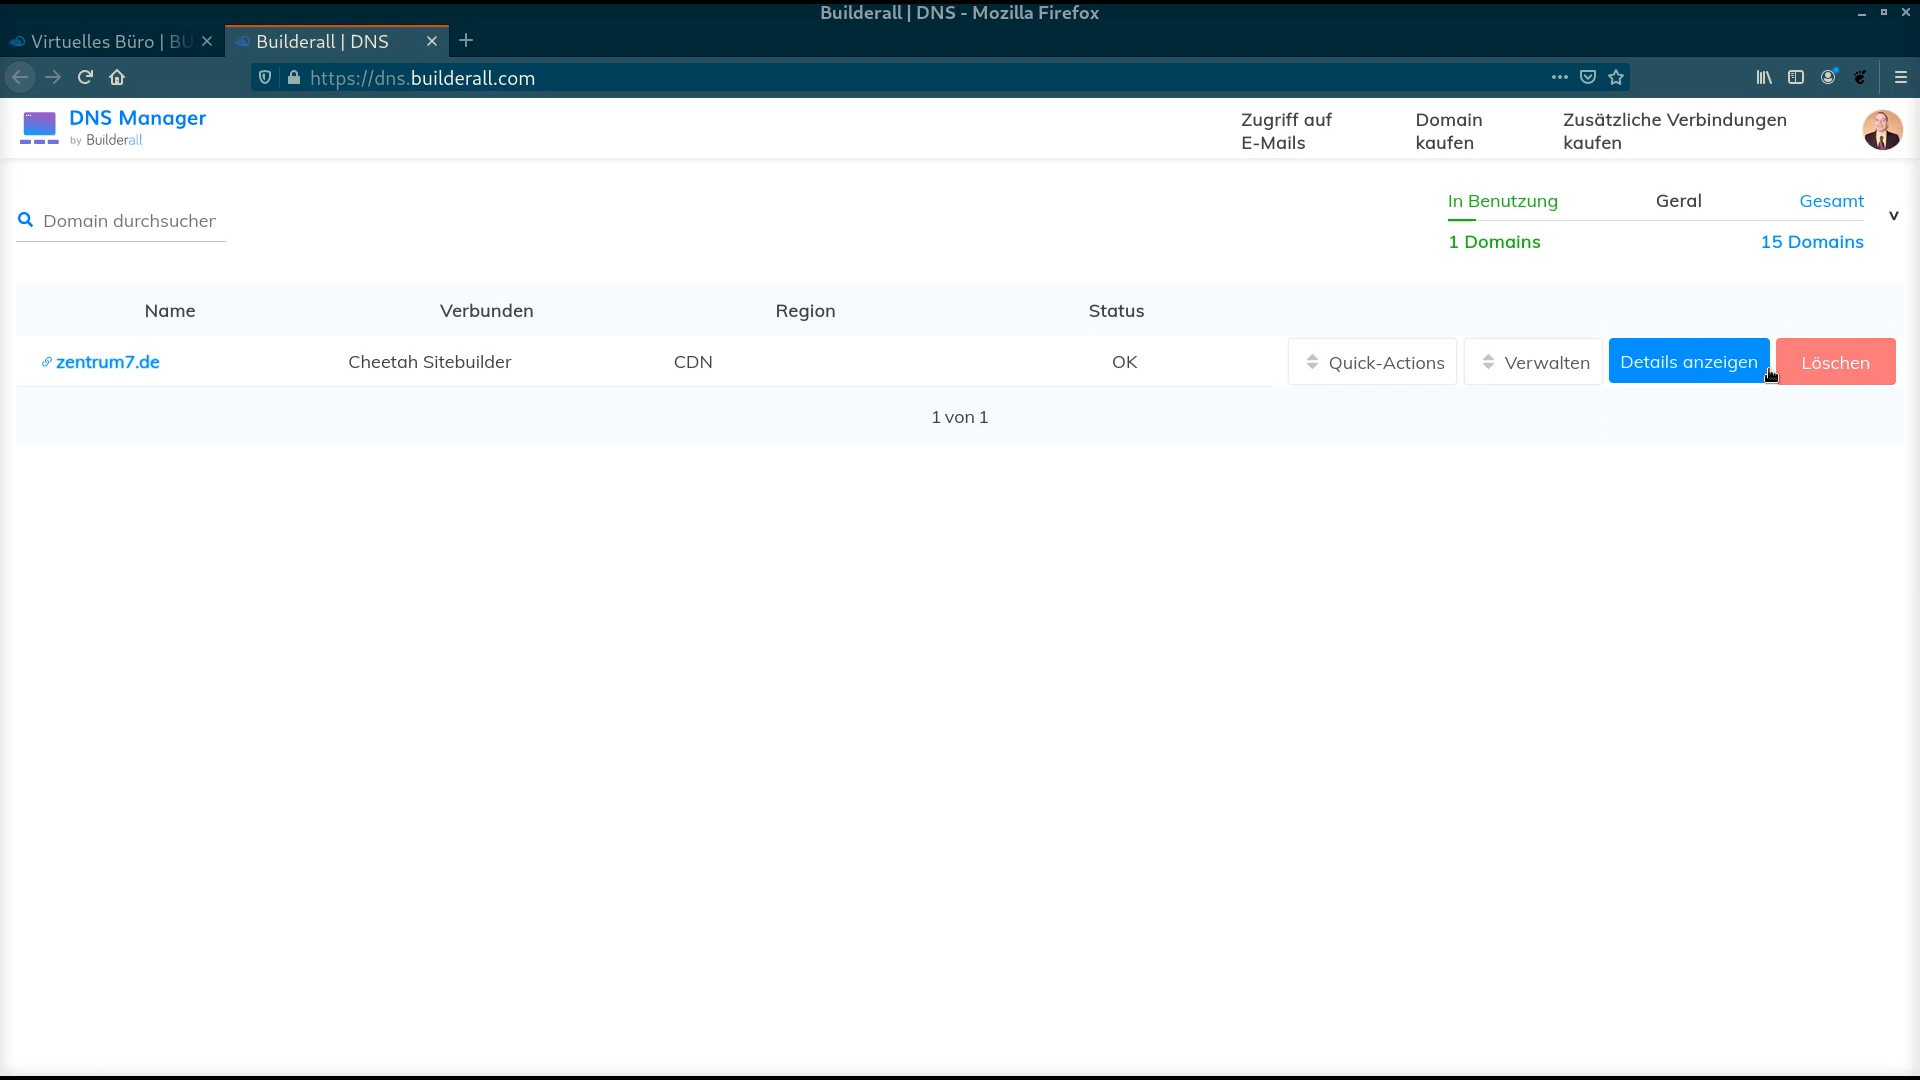 Builderall | DNS - Mozilla Firefox
Virtuelles Büro | BU
Builderall | DNS
https://dns.builderall.com
DNS Manager
by Builderall
Zugriff auf
E-Mails
Domain
kaufen
Zusätzliche Verbindungen
kaufen
Domain durchsucher
In Benutzung
Geral
Gesamt
1 Domains
15 Domains
Name
Verbunden
Region
Status
zentrum7.de
Cheetah Sitebuilder
CDN
OK
Quick-Actions
Verwalten
Details anzeigen
Löschen
1 von 1